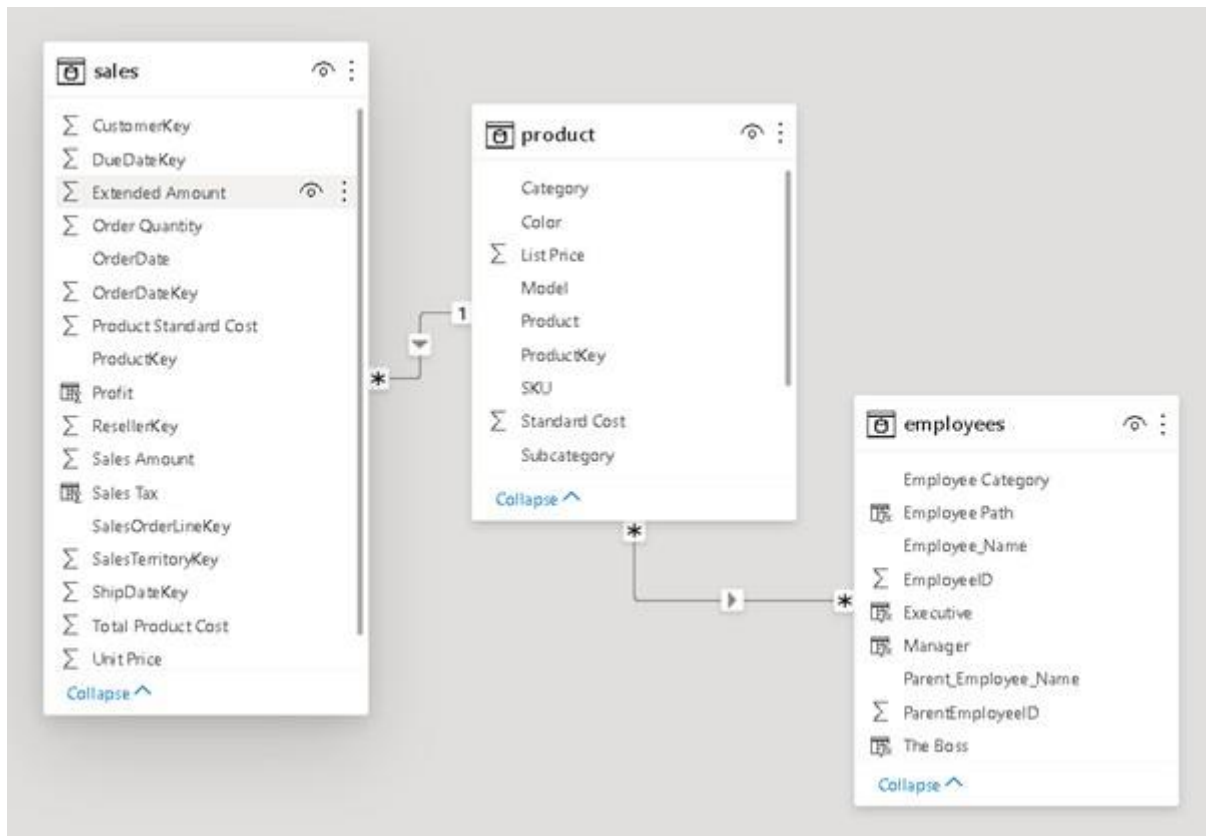 sales
CustomerKey
DueDateKey
Extended Amount
Order Quantity
OrderDate
OrderDateKey
Product Standard Cost
ProductKey
Profit
ResellerKey
Sales Amount
Sales Tax
SalesOrderLineKey
SalesTerritoryKey
ShipDateKey
Total Product Cost
Unit Price
Collapse
*
1
product
Category
Color
List Price
Model
Product
ProductKey
SKU
Standard Cost
Subcategory
Collapse
*
*
employees
Employee Category
Employee Path
Employee_Name
EmployeeID
Executive
Manager
Parent_Employee_Name
ParentEmployeeID
The Boss
Collapse